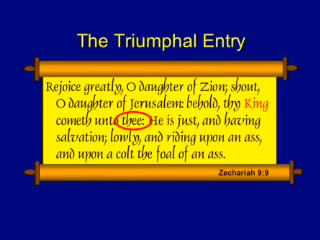 The Triumphal Entry
Rejoice greatly, O daughter of Zion; shout,
O daughter of Jerusalem: behold, thy King
cometh unto thee: He is just, and having
salvation; lowly, and riding upon an ass,
and upon a colt the foal of an ass.
Zechariah 9:9